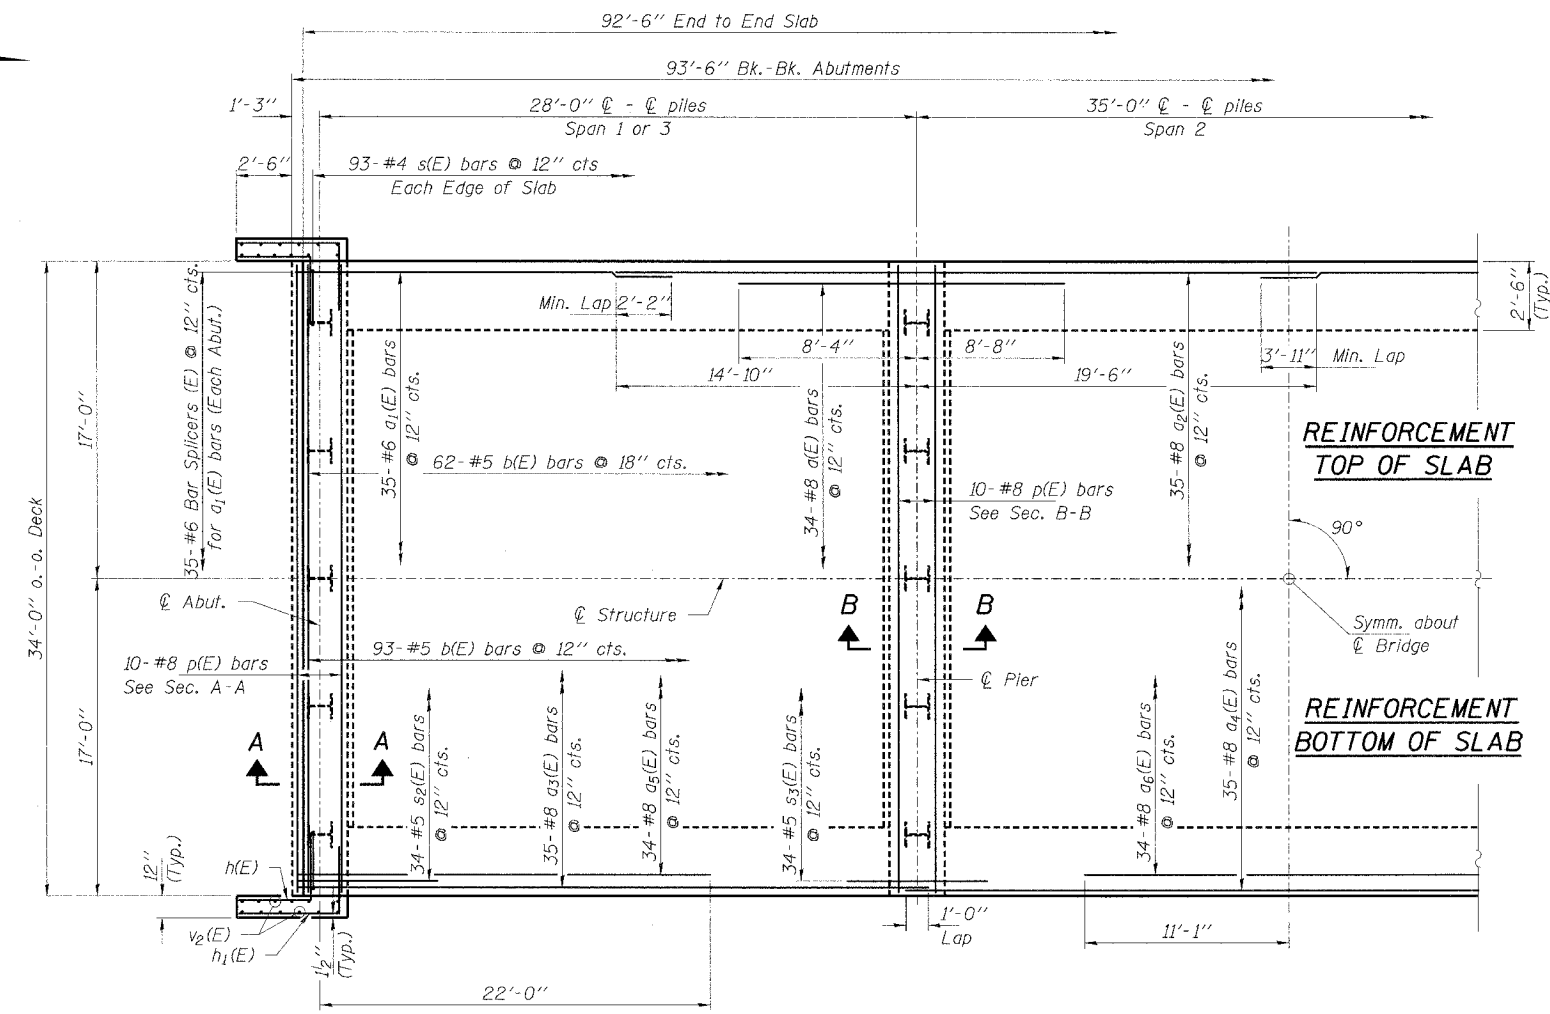 92'-6" End to End Slab
93'-6" Bk.-Bk. Abutments
1'-3"
28'-0" ℄ - ℄ piles
Span 1 or 3
35'-0" ℄ - ℄ piles
Span 2
2'-6"
93-#4 s(E) bars @ 12" cts
Each Edge of Slab
35-#6 Bar Splicers (E) @ 12" cts.
for a1(E) bars (Each Abut.)
Min. Lap 2'-2"
2'-6"
(Typ.)
8'-4"
8'-8"
3'-11" Min. Lap
14'-10"
19'-6"
17'-0"
35-#6 a1(E) bars
@ 12" cts.
34-#8 a(E) bars
@ 12" cts.
35-#8 a2(E) bars
@ 12" cts.
REINFORCEMENT
TOP OF SLAB
62-#5 b(E) bars @ 18" cts.
10-#8 p(E) bars
See Sec. B-B
90°
34'-0" o.-o. Deck
℄ Abut.
℄ Structure
B
B
Symm. about
℄ Bridge
93-#5 b(E) bars @ 12" cts.
10-#8 p(E) bars
See Sec. A-A
℄ Pier
17'-0"
A
A
34-#5 s2(E) bars
@ 12" cts.
35-#8 a3(E) bars
@ 12" cts.
34-#8 a5(E) bars
@ 12" cts.
34-#5 s3(E) bars
@ 12" cts.
34-#8 a6(E) bars
@ 12" cts.
35-#8 a4(E) bars
@ 12" cts.
REINFORCEMENT
BOTTOM OF SLAB
12"
(Typ.)
h(E)
v2(E)
h1(E)
1½"
(Typ.)
1'-0"
Lap
11'-1"
22'-0"